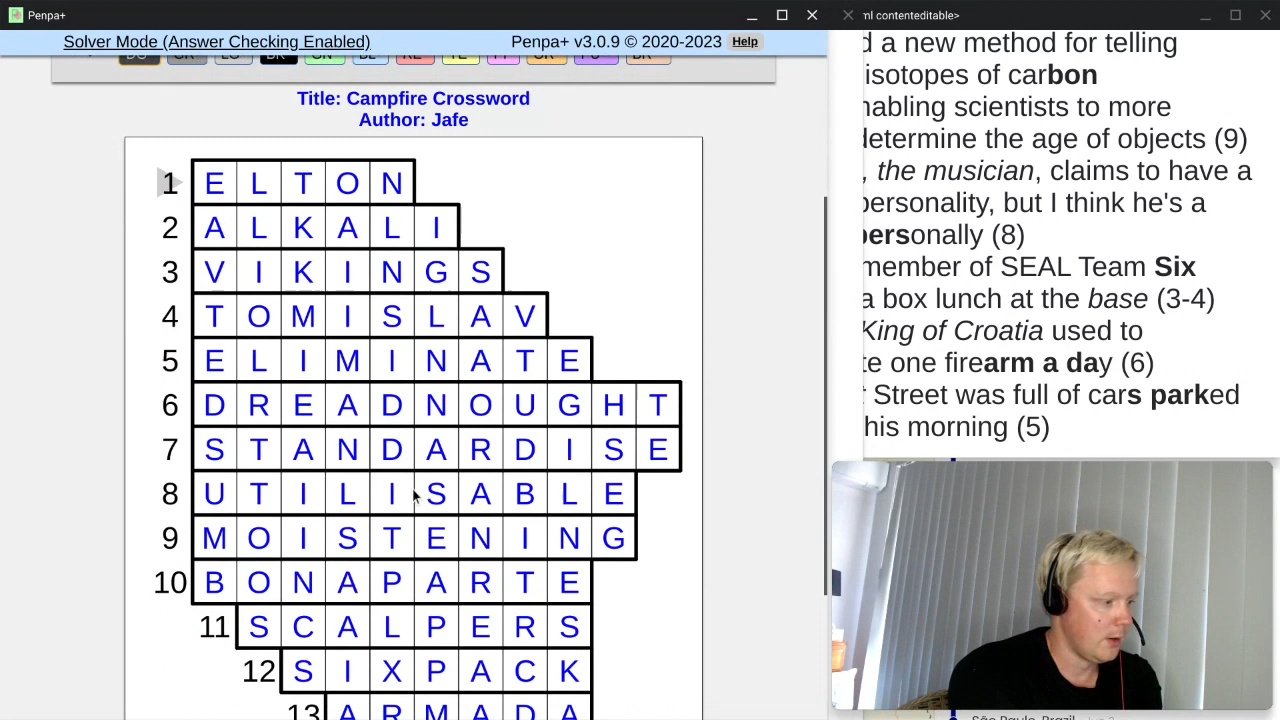 Penpa+
ml contenteditable>
Solver Mode (Answer Checking Enabled)
Penpa+ v3.0.9 © 2020-2023 Help
Title: Campfire Crossword
Author: Jafe
1 E L T O N
2 A L K A L I
3 V I K I N G S
4 T O M I S L A V
5 E L I M I N A T E
6 D R E A D N O U G H T
7 S T A N D A R D I S E
8 U T I L I S A B L E
9 M O I S T E N I N G
10 B O N A P A R T E
11 S C A L P E R S
12 S I X P A C K
13 A R M A D A
d a new method for telling
isotopes of carbon
nabling scientists to more
determine the age of objects (9)
, the musician, claims to have a
personality, but I think he's a
personally (8)
member of SEAL Team Six
a box lunch at the base (3-4)
King of Croatia used to
te one firearm a day (6)
Street was full of cars parked
his morning (5)
São Paulo, Brazil